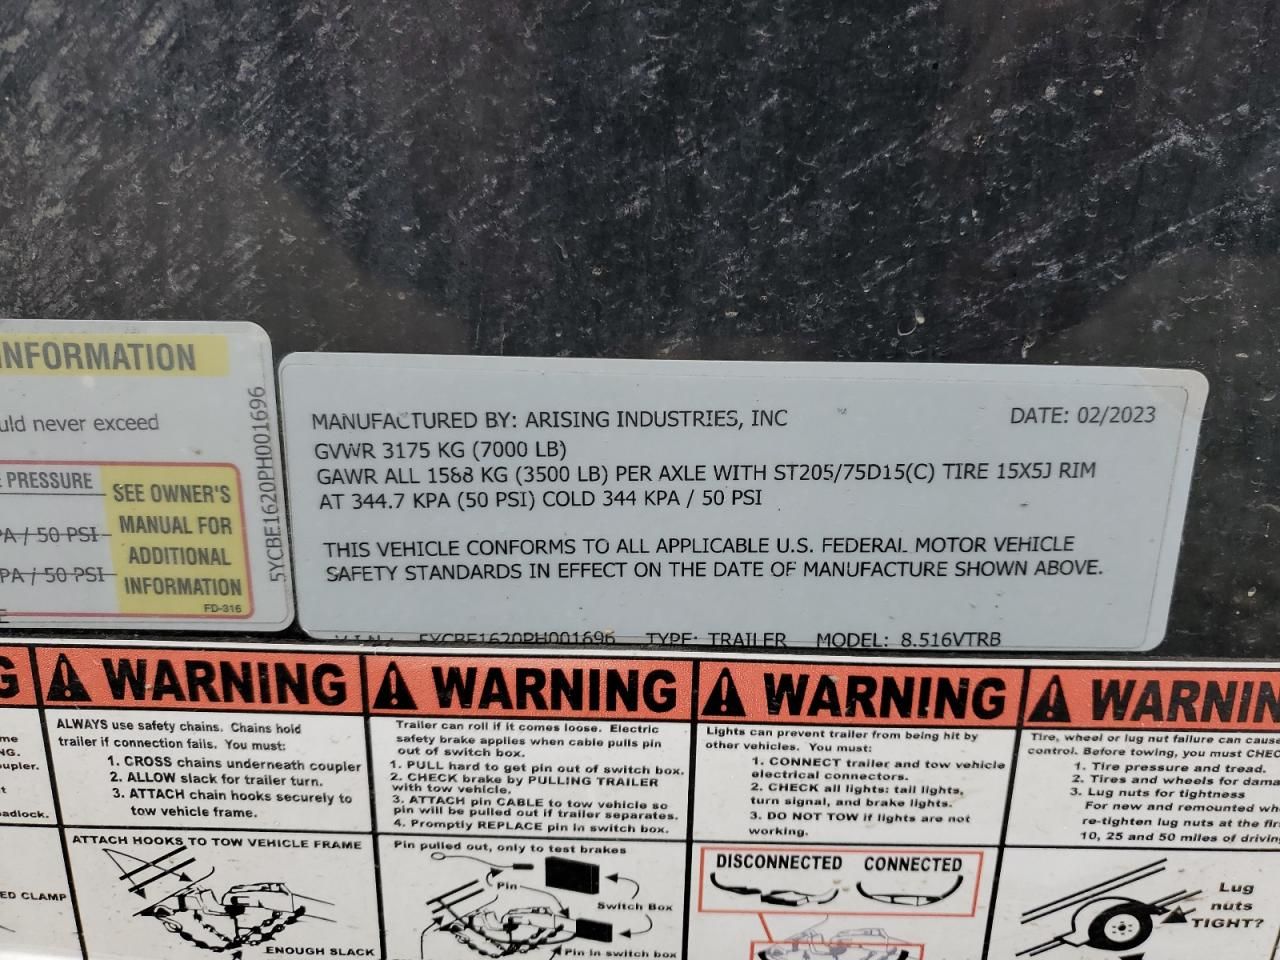 INFORMATION
uld never exceed
PRESSURE
PA / 50 PSI
PA / 50 PSI
SEE OWNER'S
MANUAL FOR
ADDITIONAL
INFORMATION
FD-316
5YCBE1620PH001696
MANUFACTURED BY: ARISING INDUSTRIES, INC DATE: 02/2023
GVWR 3175 KG (7000 LB)
GAWR ALL 1588 KG (3500 LB) PER AXLE WITH ST205/75D15(C) TIRE 15X5J RIM
AT 344.7 KPA (50 PSI) COLD 344 KPA / 50 PSI
THIS VEHICLE CONFORMS TO ALL APPLICABLE U.S. FEDERAL MOTOR VEHICLE
SAFETY STANDARDS IN EFFECT ON THE DATE OF MANUFACTURE SHOWN ABOVE.
V.I.N.: 5YCBE1620PH001696 TYPE: TRAILER MODEL: 8.516VTRB
G
me
NG.
upler.
t
adlock.
ED CLAMP
WARNING
ALWAYS use safety chains. Chains hold
trailer if connection fails. You must:
1. CROSS chains underneath coupler
2. ALLOW slack for trailer turn.
3. ATTACH chain hooks securely to
tow vehicle frame.
ATTACH HOOKS TO TOW VEHICLE FRAME
ENOUGH SLACK
WARNING
Trailer can roll if it comes loose. Electric
safety brake applies when cable pulls pin
out of switch box.
1. PULL hard to get pin out of switch box.
2. CHECK brake by PULLING TRAILER
with tow vehicle.
3. ATTACH pin CABLE to tow vehicle so
pin will be pulled out if trailer separates.
4. Promptly REPLACE pin in switch box.
Pin pulled out, only to test brakes
Pin
Switch Box
Pin in switch box
WARNING
Lights can prevent trailer from being hit by
other vehicles. You must:
1. CONNECT trailer and tow vehicle
electrical connectors.
2. CHECK all lights: tail lights,
turn signal, and brake lights.
3. DO NOT TOW if lights are not
working.
DISCONNECTED CONNECTED
WARNIN
Tire, wheel or lug nut failure can cause
control. Before towing, you must CHEC
1. Tire pressure and tread.
2. Tires and wheels for dama
3. Lug nuts for tightness
For new and remounted whe
re-tighten lug nuts at the firs
10, 25 and 50 miles of drivin
Lug
nuts
TIGHT?